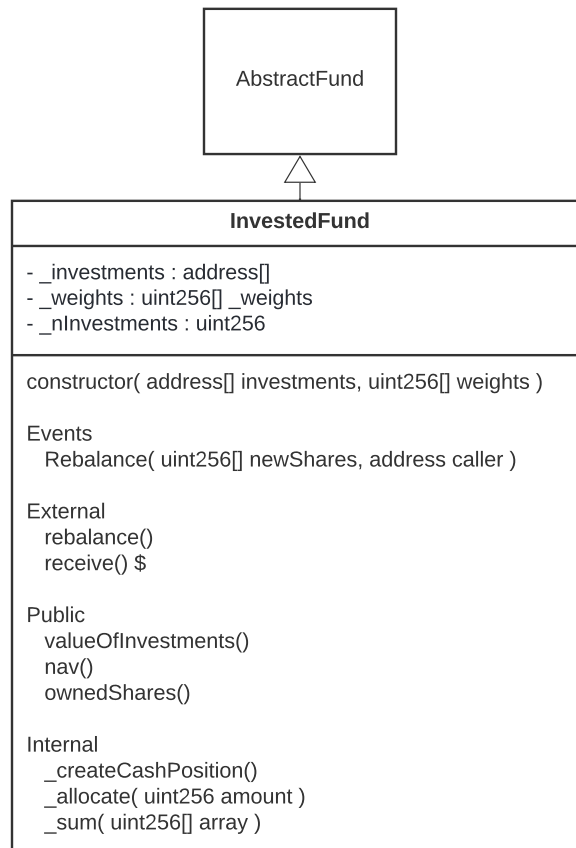 AbstractFund
InvestedFund
- _investments : address[]
- _weights : uint256[] _weights
- _nInvestments : uint256
constructor( address[] investments, uint256[] weights )
Events
Rebalance( uint256[] newShares, address caller )
External
rebalance()
receive() $
Public
valueOfInvestments()
nav()
ownedShares()
Internal
_createCashPosition()
_allocate( uint256 amount )
_sum( uint256[] array )